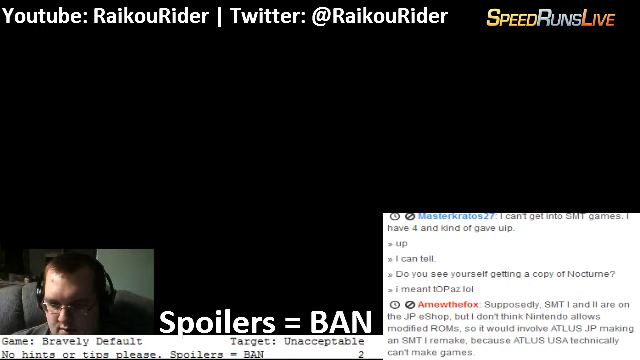 Youtube: RaikouRider | Twitter: @RaikouRider
SPEEDRUNSLIVE
Masterkratos27: I can't get into SMT games. I
have 4 and kind of gave uip.
» up
» I can tell.
» Do you see yourself getting a copy of Nocturne?
» i meant tOPaz lol
Amewthefox: Supposedly, SMT I and II are on
the JP eShop, but I don't think Nintendo allows
modified ROMs, so it would involve ATLUS JP making
an SMT I remake, because ATLUS USA technically
can't make games.
Spoilers = BAN
Game: Bravely Default Target: Unacceptable
No hints or tips please. Spoilers = BAN 2